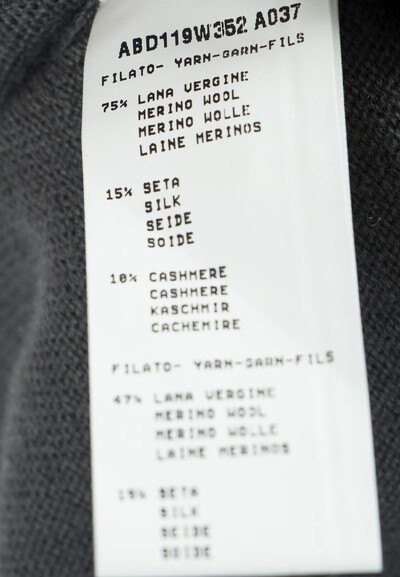 ABD119W352 A037
FILATO- YARN-GARN-FILS
75% LANA VERGINE
MERINO WOOL
MERINO WOLLE
LAINE MERINOS
15% SETA
SILK
SEIDE
SOIDE
10% CASHMERE
CASHMERE
KASCHMIR
CACHEMIRE
FILATO- YARN-GARN-FILS
47% LANA VERGINE
MERINO WOOL
MERINO WOLLE
LAINE MERINOS
SETA
SILK
SEIDE